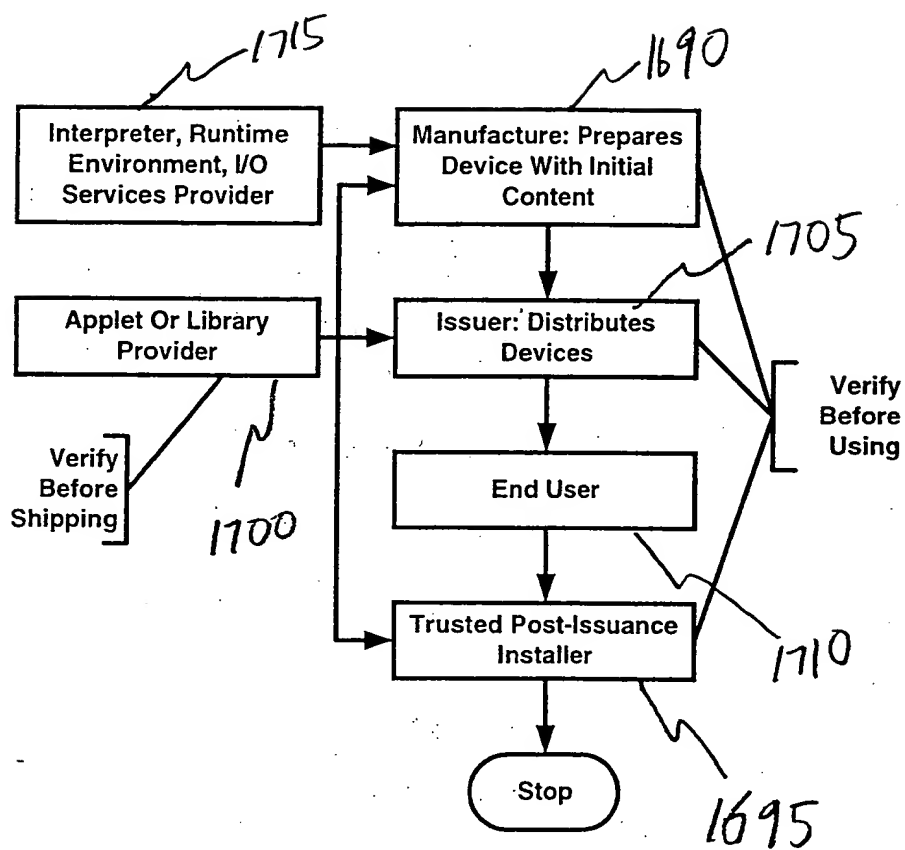 1715
1690
Interpreter, Runtime
Environment, I/O
Services Provider
Manufacture: Prepares
Device With Initial
Content
1705
Applet Or Library
Provider
Issuer: Distributes
Devices
Verify
Before
Using
Verify
Before
Shipping
1700
End User
Trusted Post-Issuance
Installer
1710
Stop
1695